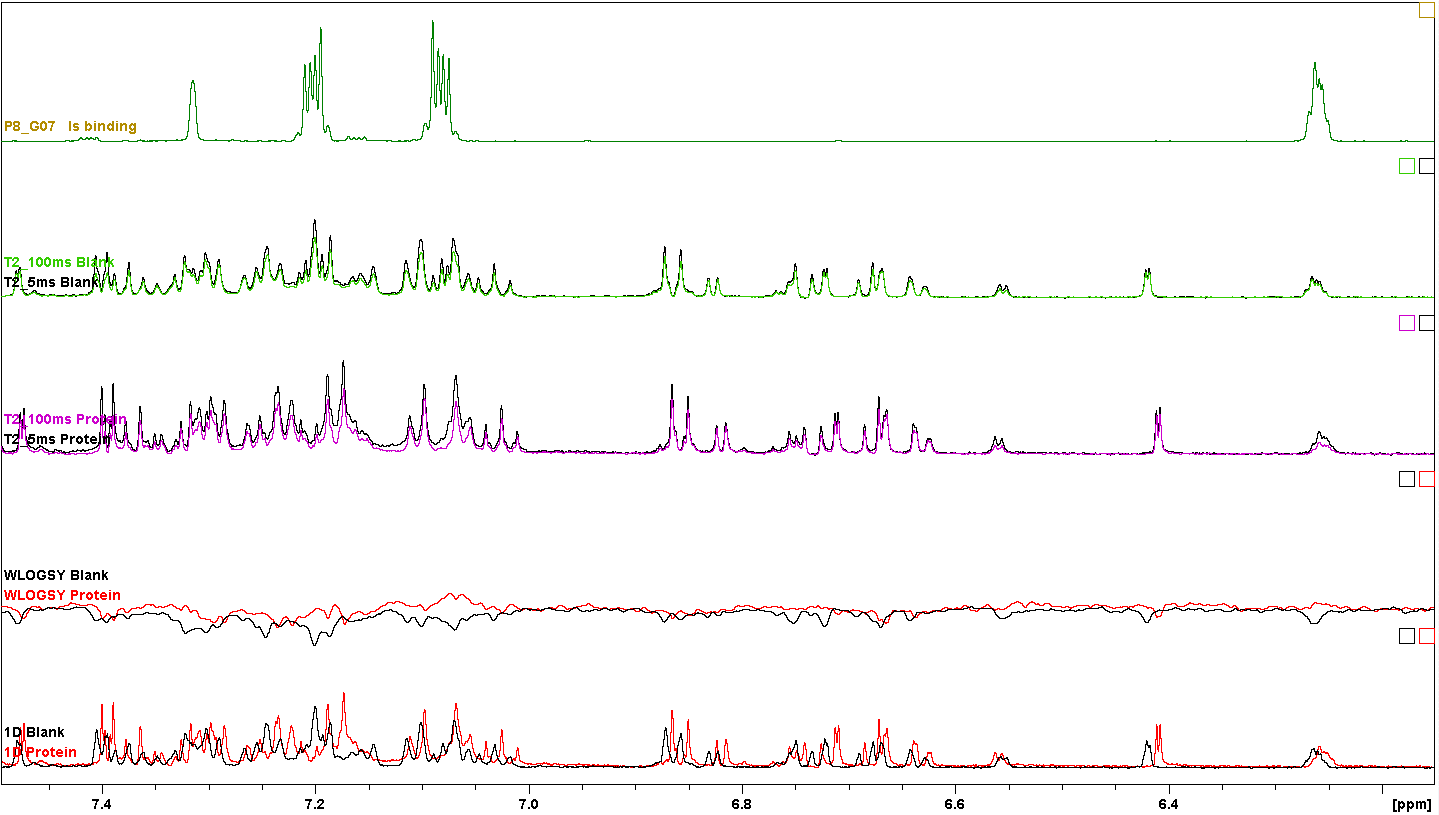 P8_G07 Is binding
T2_100ms Blank
T2_5ms Blank
T2_100ms Protein
T2_5ms Protein
WLOGSY Blank
WLOGSY Protein
1D Blank
1D Protein
7.4 7.2 7.0 6.8 6.6 6.4 [ppm]